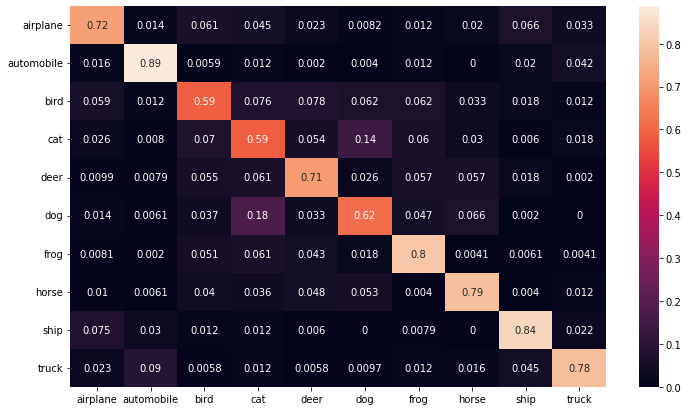 airplane 0.72 0.014 0.061 0.045 0.023 0.0082 0.012 0.02 0.066 0.033
automobile 0.016 0.89 0.0059 0.012 0.002 0.004 0.012 0 0.02 0.042
bird 0.059 0.012 0.59 0.076 0.078 0.062 0.062 0.033 0.018 0.012
cat 0.026 0.008 0.07 0.59 0.054 0.14 0.06 0.03 0.006 0.018
deer 0.0099 0.0079 0.055 0.061 0.71 0.026 0.057 0.057 0.018 0.002
dog 0.014 0.0061 0.037 0.18 0.033 0.62 0.047 0.066 0.002 0
frog 0.0081 0.002 0.051 0.061 0.043 0.018 0.8 0.0041 0.0061 0.0041
horse 0.01 0.0061 0.04 0.036 0.048 0.053 0.004 0.79 0.004 0.012
ship 0.075 0.03 0.012 0.012 0.006 0 0.0079 0 0.84 0.022
truck 0.023 0.09 0.0058 0.012 0.0058 0.0097 0.012 0.016 0.045 0.78
airplane automobile bird cat deer dog frog horse ship truck
0.8
0.7
0.6
0.5
0.4
0.3
0.2
0.1
0.0